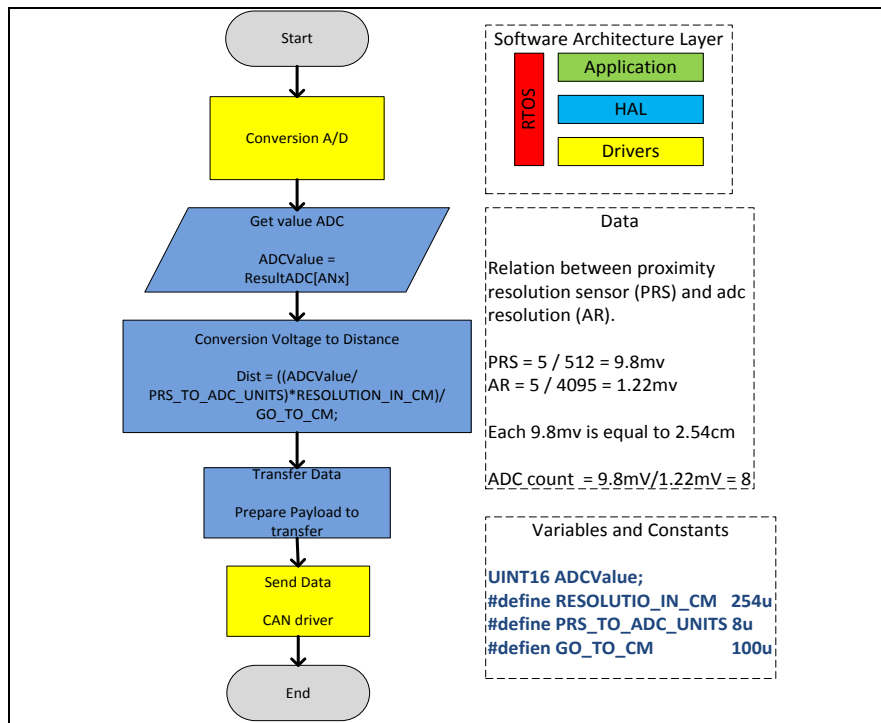 Start
Conversion A/D
Get value ADC
ADCValue =
ResultADC[ANx]
Conversion Voltage to Distance
Dist = ((ADCValue/
PRS_TO_ADC_UNITS)*RESOLUTION_IN_CM)/
GO_TO_CM;
Transfer Data
Prepare Payload to
transfer
Send Data
CAN driver
End
Software Architecture Layer
RTOS
Application
HAL
Drivers
Data
Relation between proximity
resolution sensor (PRS) and adc
resolution (AR).
PRS = 5 / 512 = 9.8mv
AR = 5 / 4095 = 1.22mv
Each 9.8mv is equal to 2.54cm
ADC count = 9.8mV/1.22mV = 8
Variables and Constants
UINT16 ADCValue;
#define RESOLUTIO_IN_CM 254u
#define PRS_TO_ADC_UNITS 8u
#defien GO_TO_CM 100u